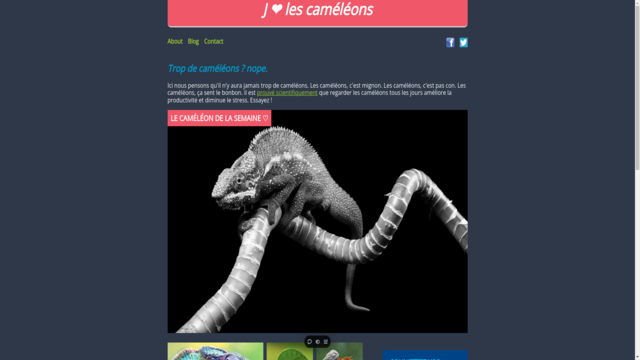 J ❤ les caméléons
About Blog Contact
Trop de caméléons ? nope.
Ici nous pensons qu'il n'y aura jamais trop de caméléons. Les caméléons, c'est mignon. Les caméléons, c'est pas con. Les
caméléons, ça sent le bonbon. il est prouvé scientifiquement que regarder les caméléons tous les jours améliore la
productivité et diminue le stress. Essayez !
LE CAMÉLÉON DE LA SEMAINE ♡